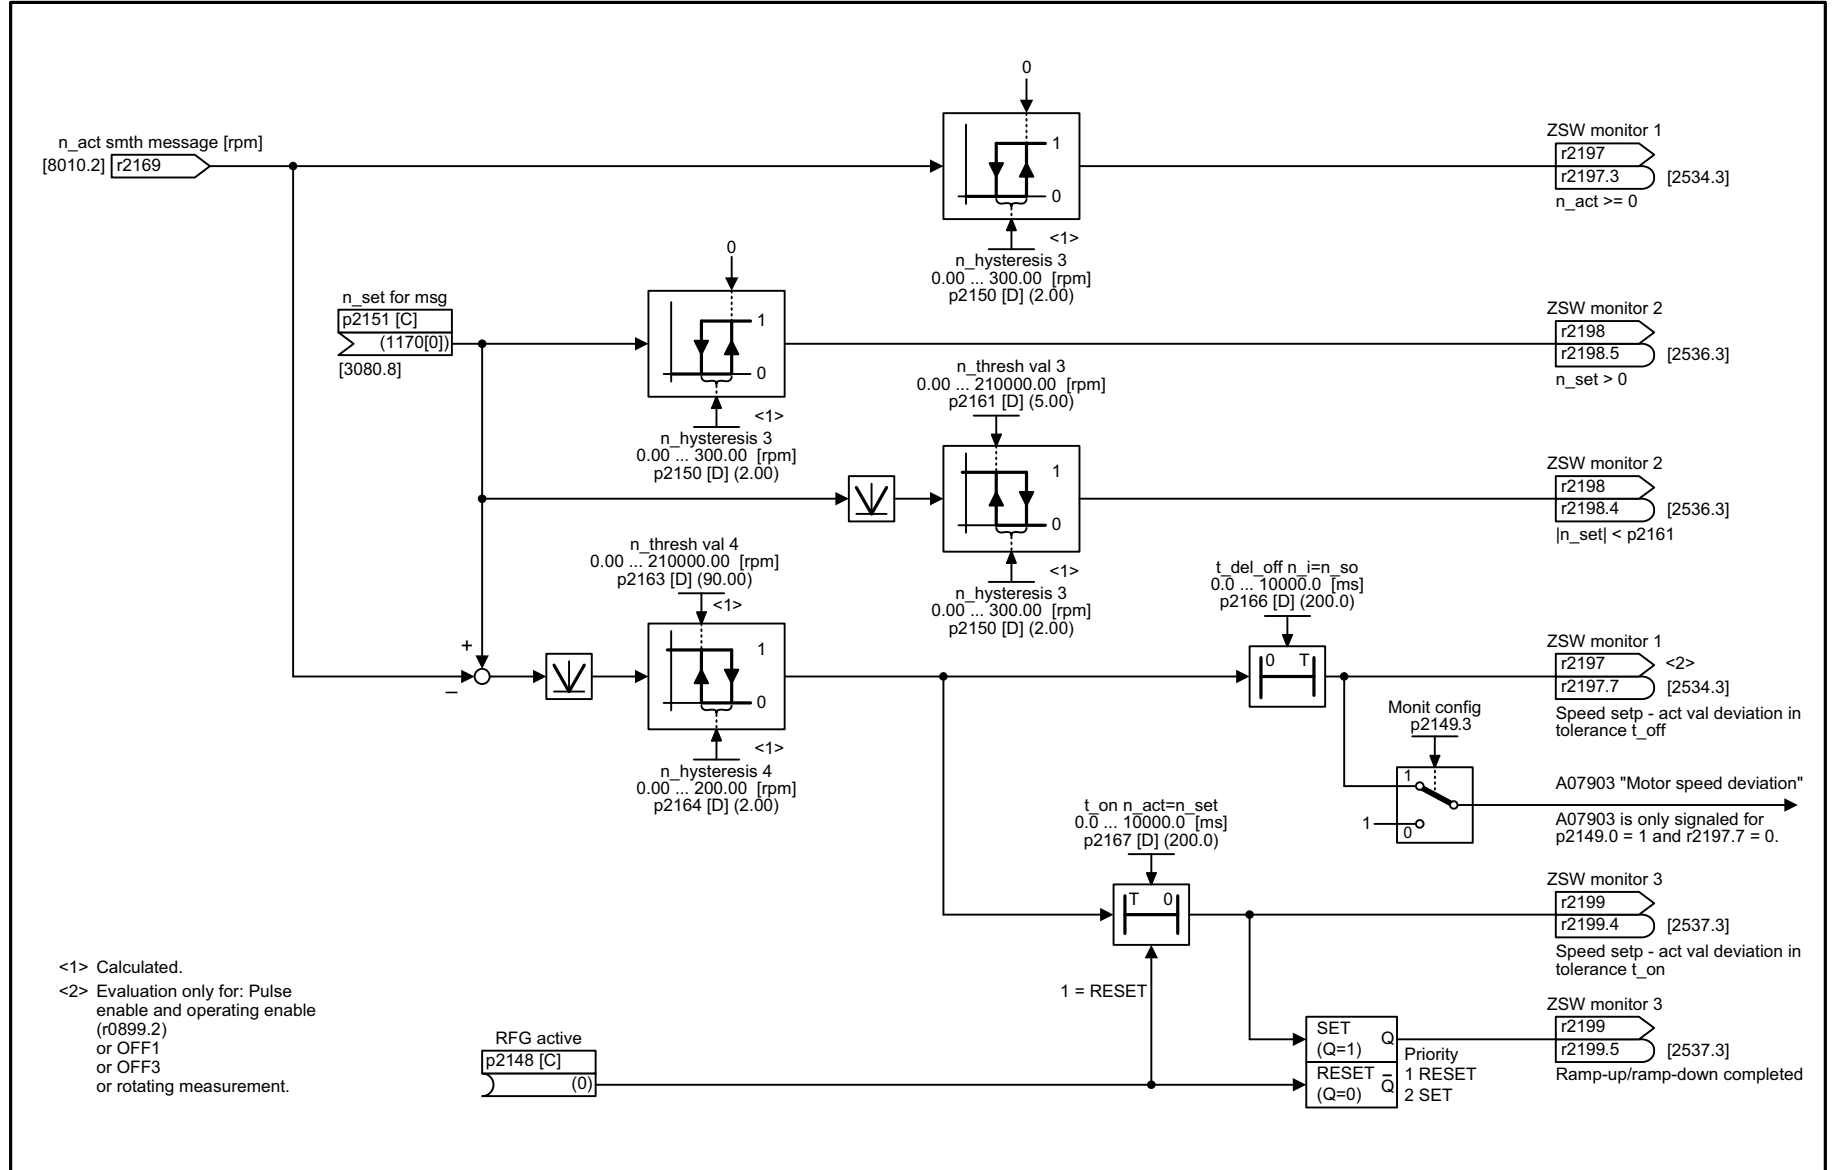 0
n_act smth message [rpm]
[8010.2] r2169
1
0
<1>
n_hysteresis 3
0.00 ... 300.00 [rpm]
p2150 [D] (2.00)
ZSW monitor 1
r2197
r2197.3 [2534.3]
n_act >= 0
0
n_set for msg
p2151 [C]
(1170[0])
[3080.8]
1
0
<1>
n_hysteresis 3
0.00 ... 300.00 [rpm]
p2150 [D] (2.00)
ZSW monitor 2
r2198
r2198.5 [2536.3]
n_set > 0
n_thresh val 3
0.00 ... 210000.00 [rpm]
p2161 [D] (5.00)
1
0
<1>
n_hysteresis 3
0.00 ... 300.00 [rpm]
p2150 [D] (2.00)
ZSW monitor 2
r2198
r2198.4 [2536.3]
|n_set| < p2161
n_thresh val 4
0.00 ... 210000.00 [rpm]
p2163 [D] (90.00)
<1>
+
–
1
0
<1>
n_hysteresis 4
0.00 ... 200.00 [rpm]
p2164 [D] (2.00)
t_del_off n_i=n_so
0.0 ... 10000.0 [ms]
p2166 [D] (200.0)
0 T
ZSW monitor 1
r2197 <2>
r2197.7 [2534.3]
Speed setp - act val deviation in
tolerance t_off
Monit config
p2149.3
1
1
0
A07903 "Motor speed deviation"
A07903 is only signaled for
p2149.0 = 1 and r2197.7 = 0.
t_on n_act=n_set
0.0 ... 10000.0 [ms]
p2167 [D] (200.0)
T 0
1 = RESET
ZSW monitor 3
r2199
r2199.4 [2537.3]
Speed setp - act val deviation in
tolerance t_on
ZSW monitor 3
r2199
r2199.5 [2537.3]
Ramp-up/ramp-down completed
SET Q
(Q=1)
RESET Q̅
(Q=0)
Priority
1 RESET
2 SET
RFG active
p2148 [C]
(0)
<1> Calculated.
<2> Evaluation only for: Pulse
enable and operating enable
(r0899.2)
or OFF1
or OFF3
or rotating measurement.